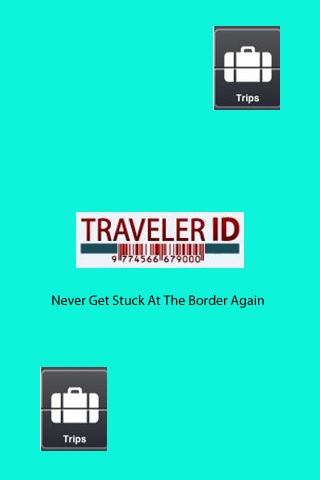 Trips
TRAVELER ID
9 774566 679000
Never Get Stuck At The Border Again
Trips